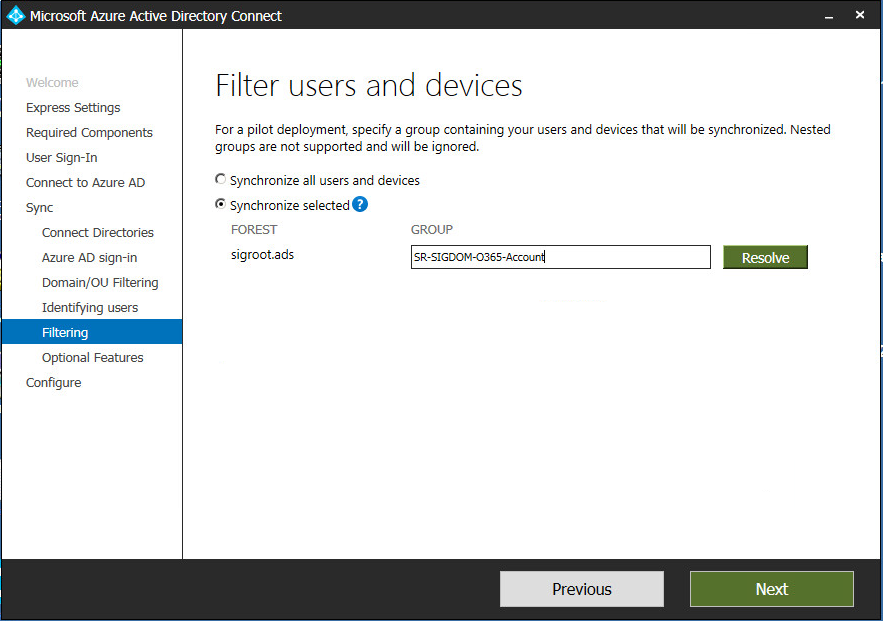 Microsoft Azure Active Directory Connect
Welcome
Express Settings
Required Components
User Sign-In
Connect to Azure AD
Sync
Connect Directories
Azure AD sign-in
Domain/OU Filtering
Identifying users
Filtering
Optional Features
Configure
Filter users and devices
For a pilot deployment, specify a group containing your users and devices that will be synchronized. Nested
groups are not supported and will be ignored.
Synchronize all users and devices
Synchronize selected ?
FOREST GROUP
sigroot.ads SR-SIGDOM-O365-Account Resolve
Previous Next